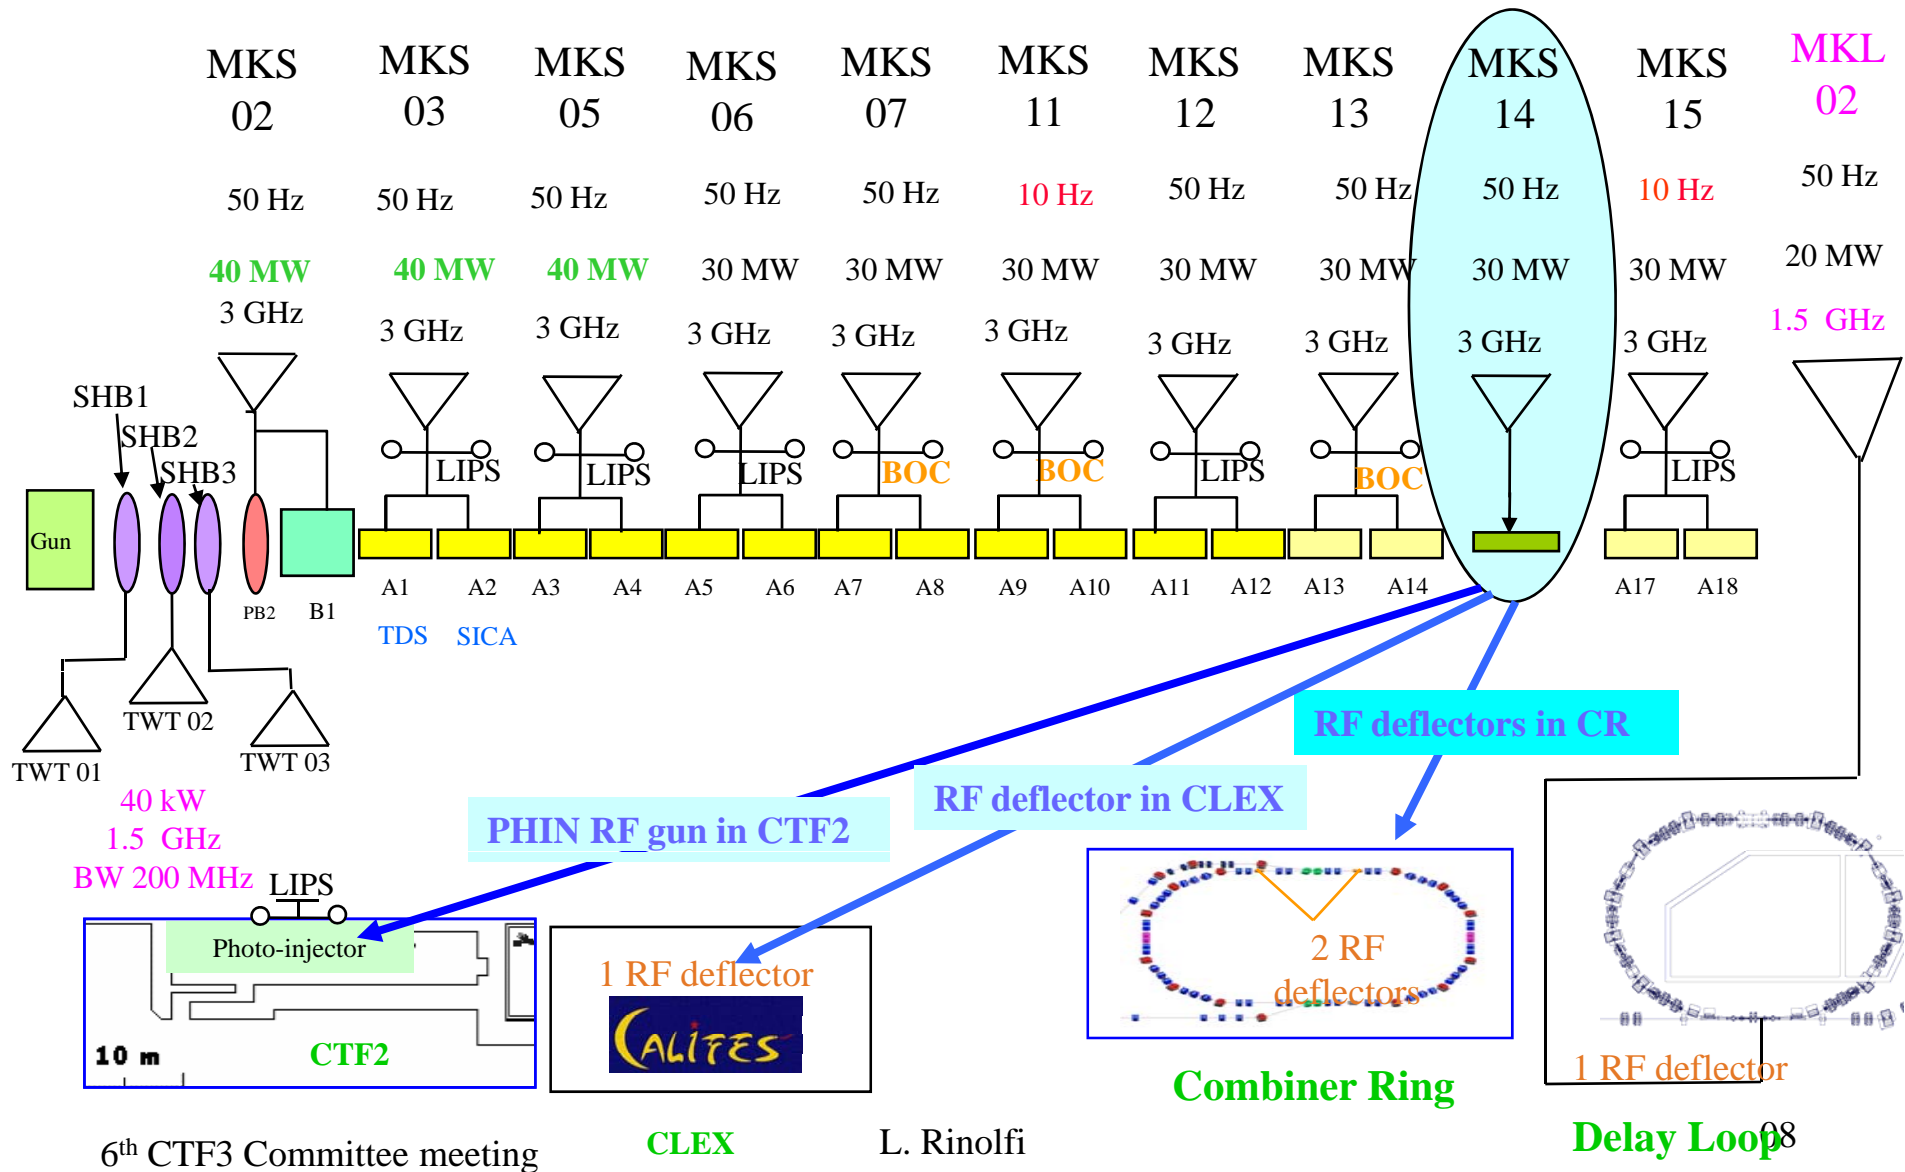 MKS MKS MKS MKS MKS MKS MKS MKS MKS MKS MKL
02 03 05 06 07 11 12 13 14 15 02
50 Hz 50 Hz 50 Hz 50 Hz 50 Hz 10 Hz 50 Hz 50 Hz 50 Hz 10 Hz 50 Hz
40 MW 40 MW 40 MW 30 MW 30 MW 30 MW 30 MW 30 MW 30 MW 30 MW 20 MW
3 GHz 3 GHz 3 GHz 3 GHz 3 GHz 3 GHz 3 GHz 3 GHz 3 GHz 3 GHz 1.5 GHz
SHB1
SHB2
SHB3
LIPS LIPS LIPS BOC BOC LIPS BOC LIPS
Gun
PB2 B1 A1 A2 A3 A4 A5 A6 A7 A8 A9 A10 A11 A12 A13 A14 A17 A18
TDS SICA
TWT 01 TWT 02 TWT 03
40 kW
1.5 GHz
BW 200 MHz
RF deflectors in CR
RF deflector in CLEX
PHIN RF gun in CTF2
LIPS
Photo-injector
10 m
CTF2
1 RF deflector
CALIFES
CLEX
2 RF
deflectors
Combiner Ring
1 RF deflector
Delay Loop
08
6th CTF3 Committee meeting
L. Rinolfi